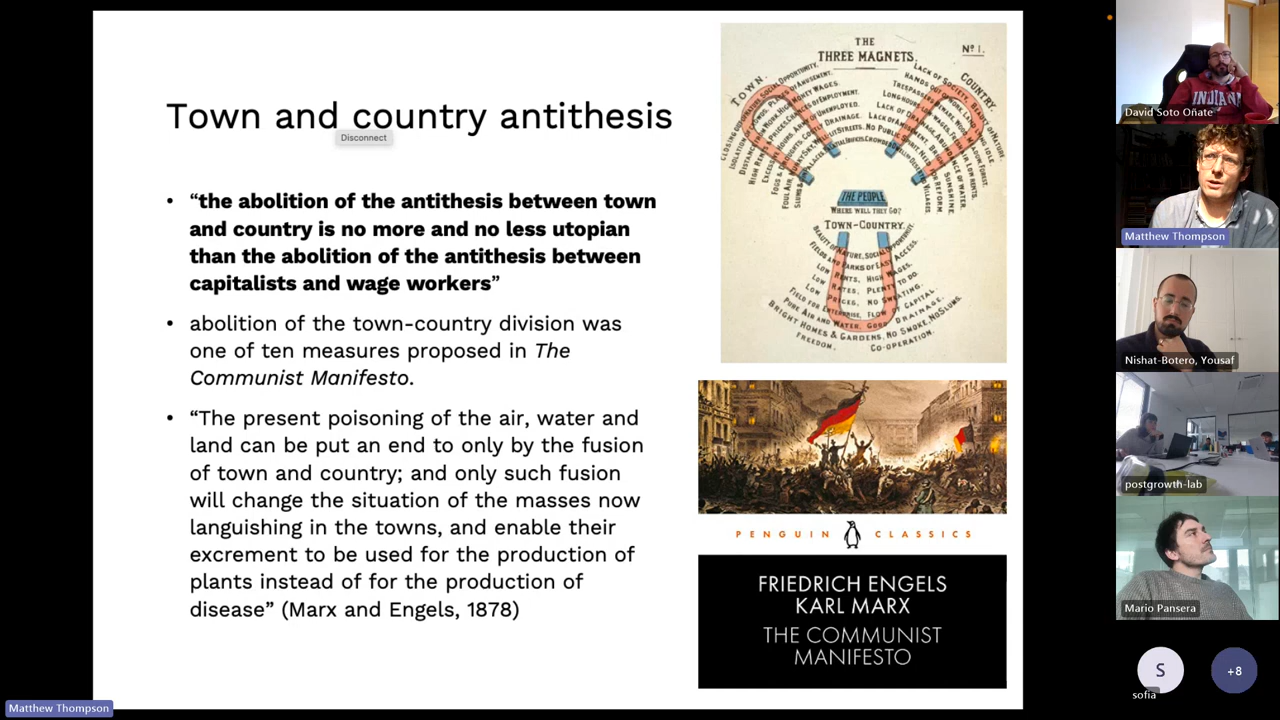 Town and country antithesis
Disconnect
• “the abolition of the antithesis between town
and country is no more and no less utopian
than the abolition of the antithesis between
capitalists and wage workers”
• abolition of the town-country division was
one of ten measures proposed in The
Communist Manifesto.
• “The present poisoning of the air, water and
land can be put an end to only by the fusion
of town and country; and only such fusion
will change the situation of the masses now
languishing in the towns, and enable their
excrement to be used for the production of
plants instead of for the production of
disease” (Marx and Engels, 1878)
THE
THREE MAGNETS.
Nº 1.
TOWN.
COUNTRY.
THE PEOPLE
WHERE WILL THEY GO?
TOWN-COUNTRY.
BEAUTY OF NATURE, SOCIAL OPPORTUNITY.
FIELDS AND PARKS OF EASY ACCESS.
LOW RENTS, HIGH WAGES.
LOW RATES, PLENTY TO DO.
LOW PRICES, NO SWEATING.
FIELD FOR ENTERPRISE, FLOW OF CAPITAL.
PURE AIR AND WATER, GOOD DRAINAGE.
BRIGHT HOMES & GARDENS, NO SMOKE, NO SLUMS.
FREEDOM. CO-OPERATION.
PENGUIN CLASSICS
FRIEDRICH ENGELS
KARL MARX
THE COMMUNIST
MANIFESTO
INDIANA
David Soto Oñate
Matthew Thompson
Nishat-Botero, Yousaf
postgrowth-lab
Mario Pansera
S
+8
sofia
Matthew Thompson